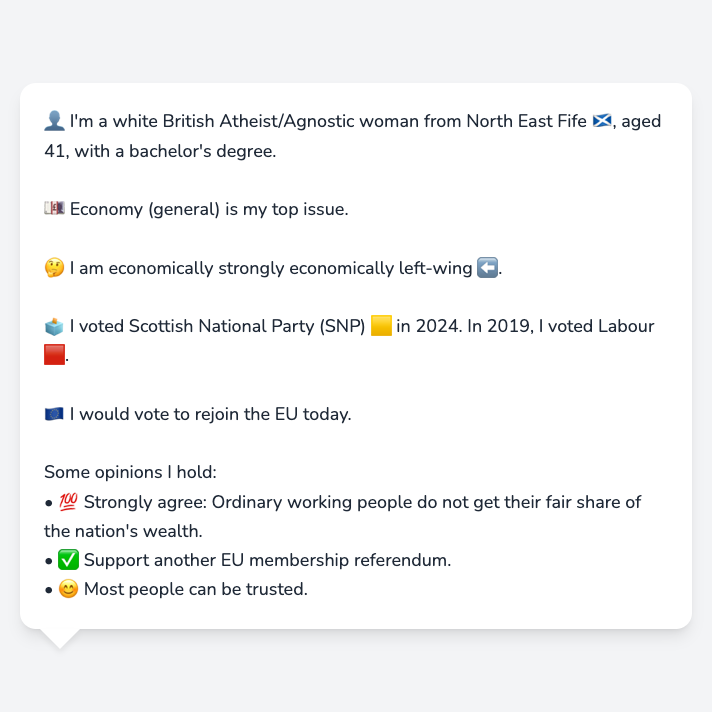 👤 I'm a white British Atheist/Agnostic woman from North East Fife 🏴󠁧󠁢󠁳󠁣󠁴󠁿, aged
41, with a bachelor's degree.
💷 Economy (general) is my top issue.
🤔 I am economically strongly economically left-wing ⬅️.
🗳️ I voted Scottish National Party (SNP) 🟨 in 2024. In 2019, I voted Labour
🟥.
🇪🇺 I would vote to rejoin the EU today.
Some opinions I hold:
• 💯 Strongly agree: Ordinary working people do not get their fair share of
the nation's wealth.
• ✅ Support another EU membership referendum.
• 😊 Most people can be trusted.